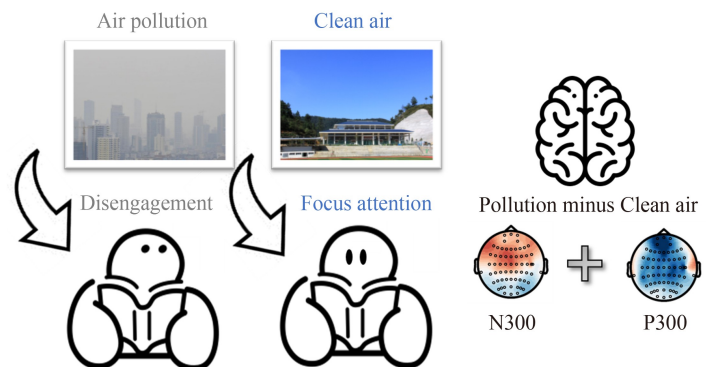 Air pollution
Clean air
Disengagement
Focus attention
Pollution minus Clean air
N300
P300